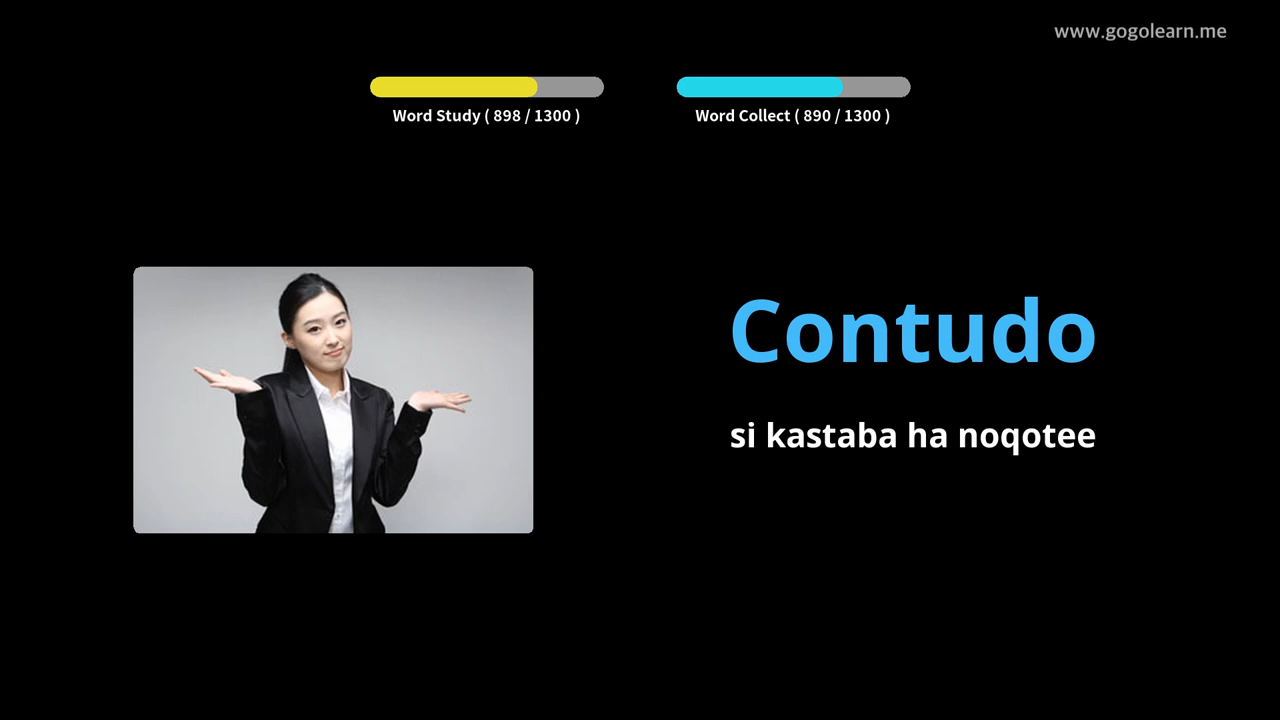 www.gogolearn.me
Word Study ( 898 / 1300 )
Word Collect ( 890 / 1300 )
Contudo
si kastaba ha noqotee